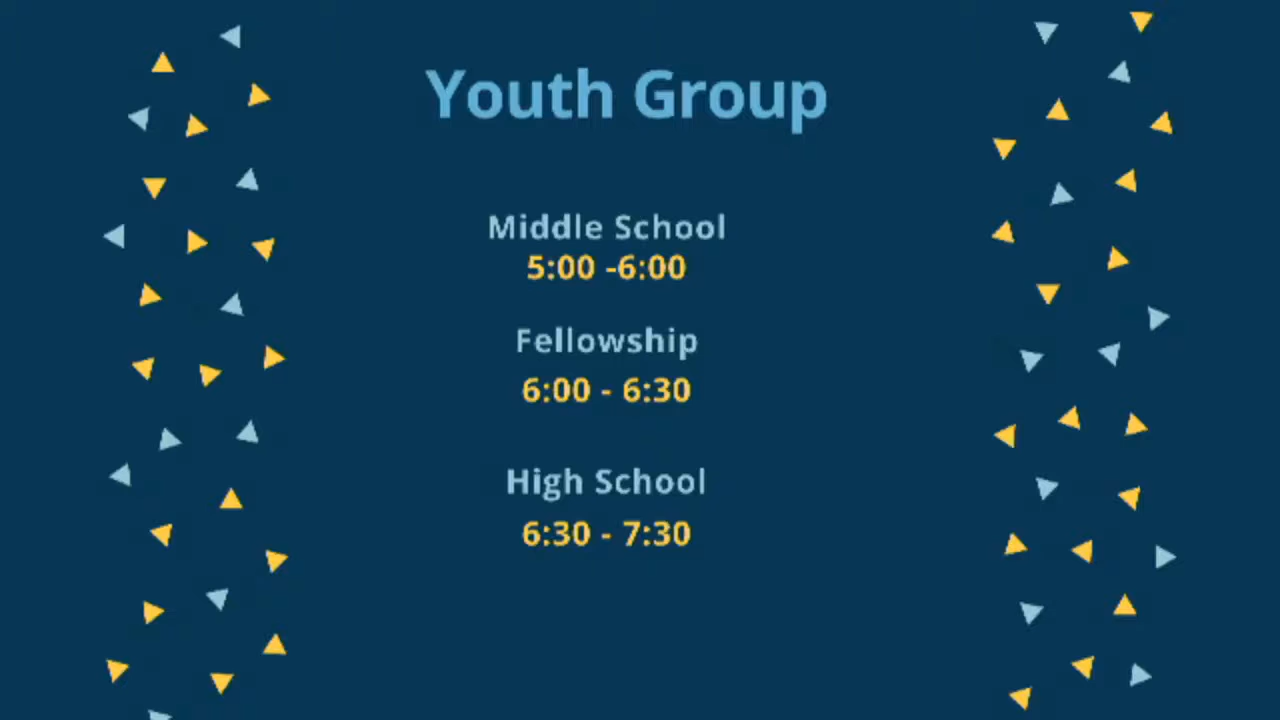 Youth Group
Middle School
5:00 -6:00
Fellowship
6:00 - 6:30
High School
6:30 - 7:30